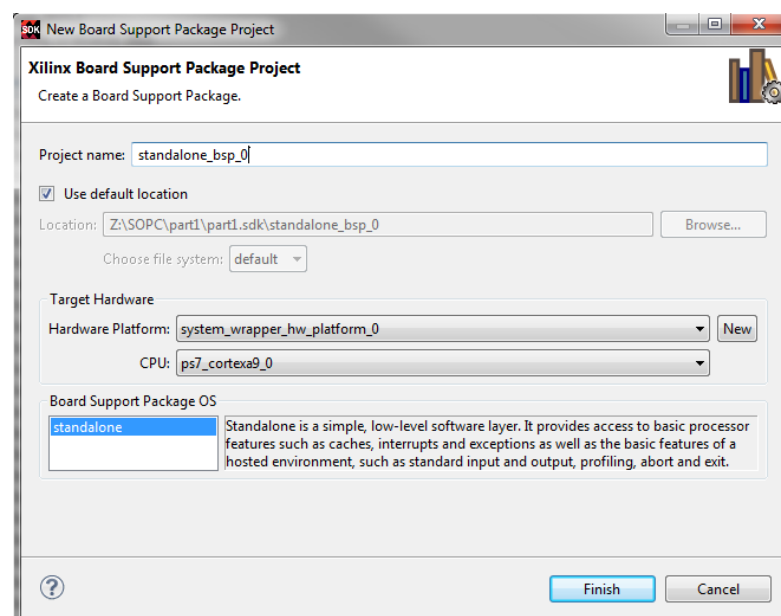 SDK New Board Support Package Project
Xilinx Board Support Package Project
Create a Board Support Package.
Project name: standalone_bsp_0
Use default location
Location: Z:\SOPC\part1\part1.sdk\standalone_bsp_0 Browse...
Choose file system: default
Target Hardware
Hardware Platform: system_wrapper_hw_platform_0 New
CPU: ps7_cortexa9_0
Board Support Package OS
standalone
Standalone is a simple, low-level software layer. It provides access to basic processor
features such as caches, interrupts and exceptions as well as the basic features of a
hosted environment, such as standard input and output, profiling, abort and exit.
? Finish Cancel